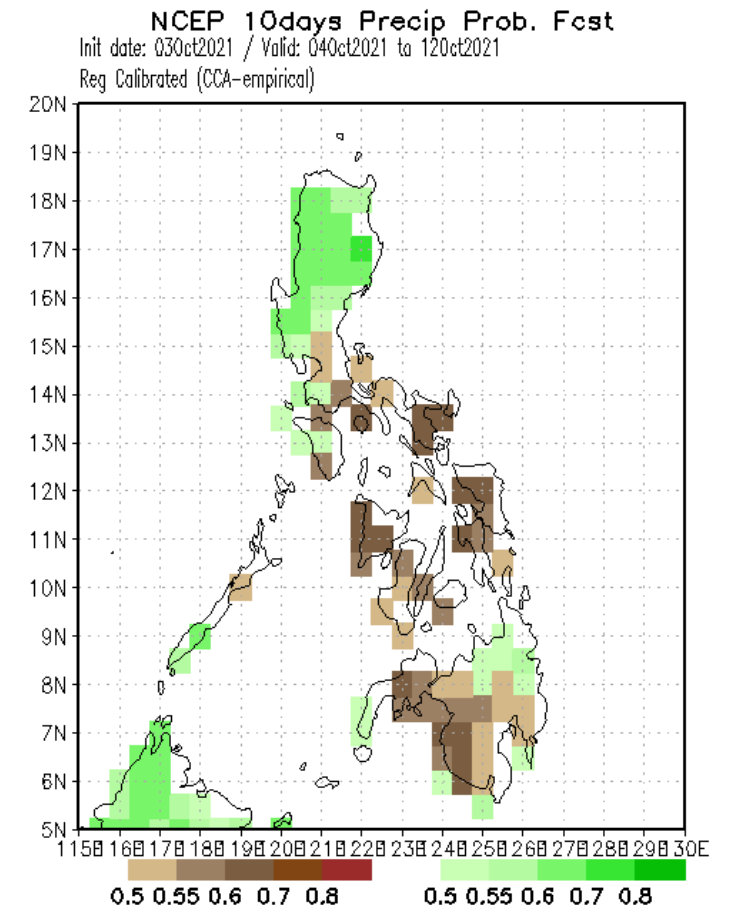 NCEP 10days Precip Prob. Fcst
Init date: 03Oct2021 / Valid: 04Oct2021 to 12Oct2021
Reg Calibrated (CCA-empirical)
20N
19N
18N
17N
16N
15N
14N
13N
12N
11N
10N
9N
8N
7N
6N
5N
115E 116E 117E 118E 119E 120E 121E 122E 123E 124E 125E 126E 127E 128E 129E 130E
0.5 0.55 0.6 0.7 0.8 0.5 0.55 0.6 0.7 0.8